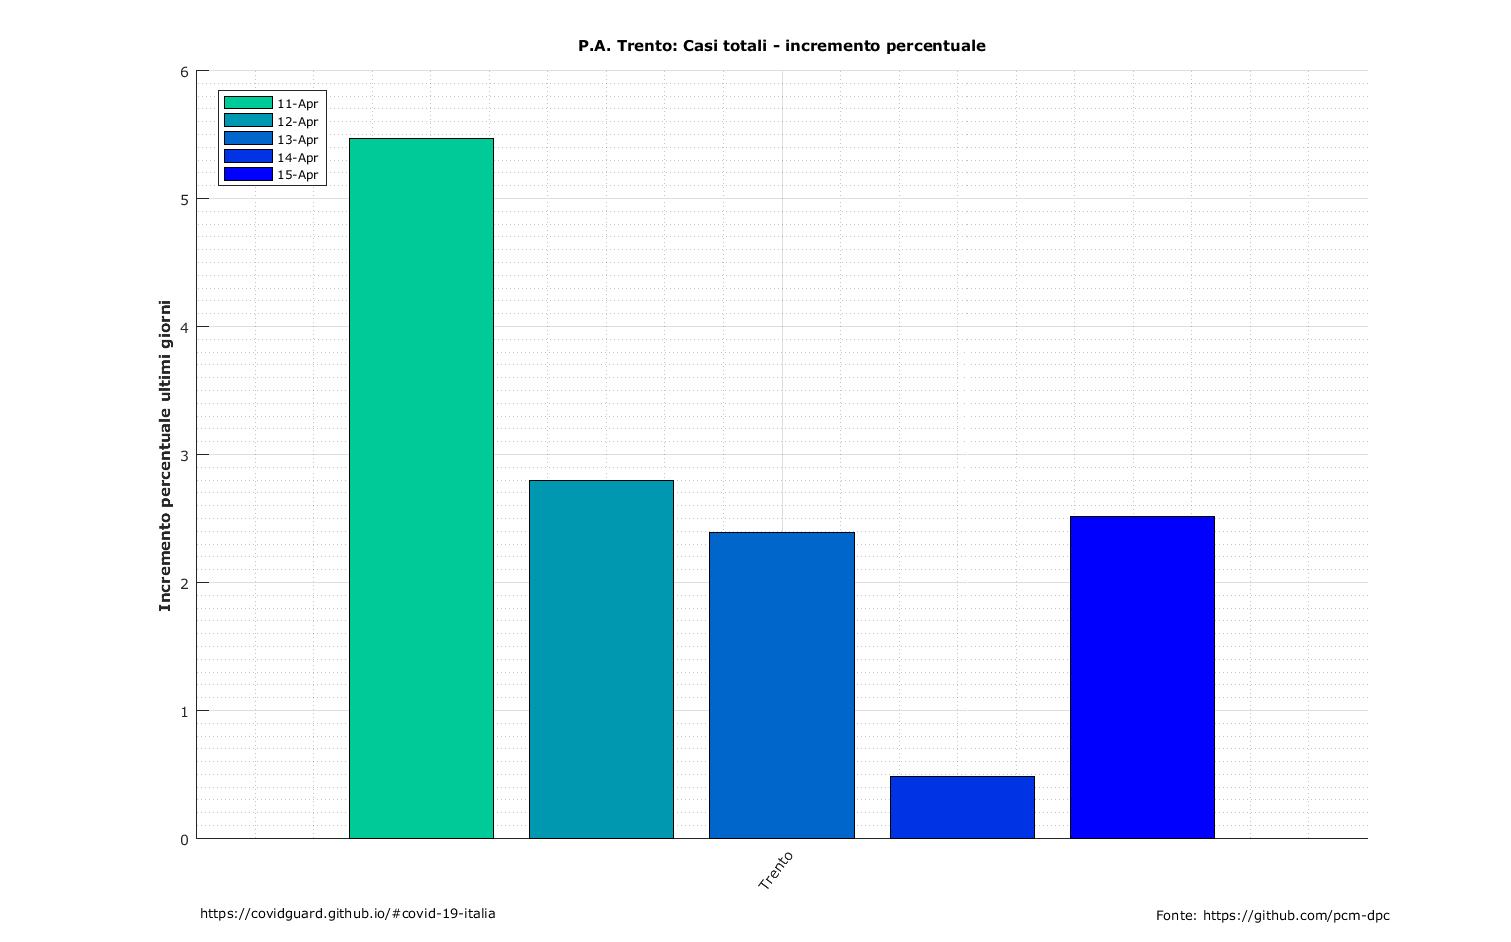 P.A. Trento: Casi totali - incremento percentuale
Incremento percentuale ultimi giorni
6
5
4
3
2
1
0
11-Apr
12-Apr
13-Apr
14-Apr
15-Apr
Trento
https://covidguard.github.io/#covid-19-italia
Fonte: https://github.com/pcm-dpc